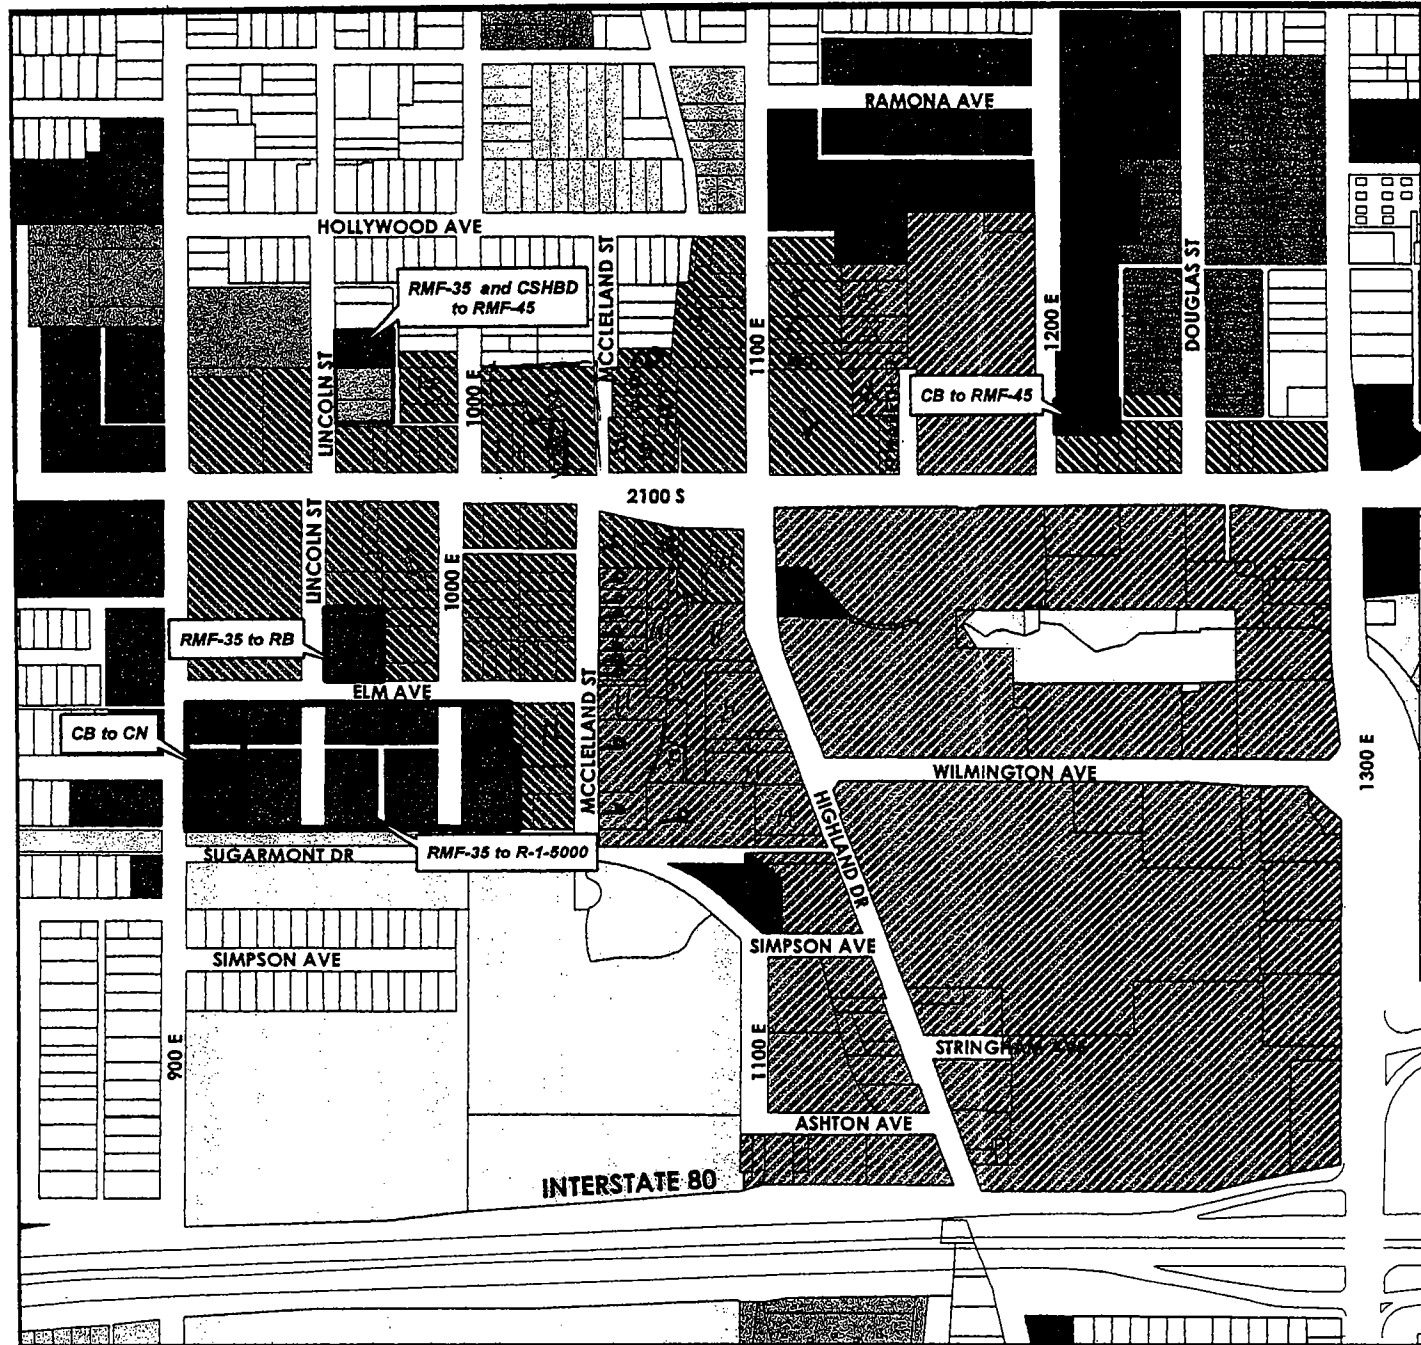 RAMONA AVE
HOLLYWOOD AVE
RMF-35 and CSHBD
to RMF-45
MCCLELLAND ST
1100 E
1200 E
DOUGLAS ST
LINCOLN ST
1000 E
CB to RMF-45
2100 S
LINCOLN ST
1000 E
RMF-35 to RB
ELM AVE
MCCLELLAND ST
CB to CN
WILMINGTON AVE
1300 E
HIGHLAND DR
SUGARMONT DR
RMF-35 to R-1-5000
SIMPSON AVE
SIMPSON AVE
900 E
1100 E
STRINGHAM AVE
ASHTON AVE
INTERSTATE 80